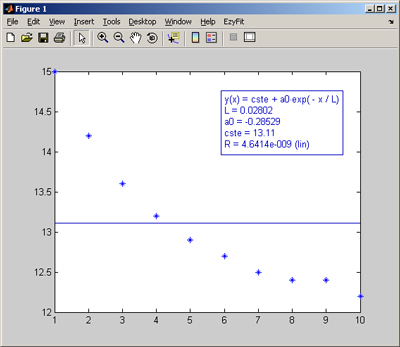 Figure 1
File Edit View Insert Tools Desktop Window Help EzyFit
15
14.5
14
13.5
13
12.5
12
y(x) = cste + a0 exp( - x / L)
L = 0.02802
a0 = -0.28529
cste = 13.11
R = 4.6414e-009 (lin)
1 2 3 4 5 6 7 8 9 10